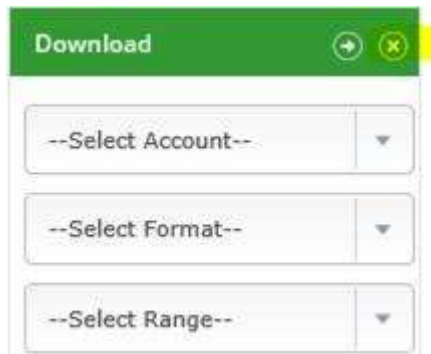 Download
--Select Account--
--Select Format--
--Select Range--